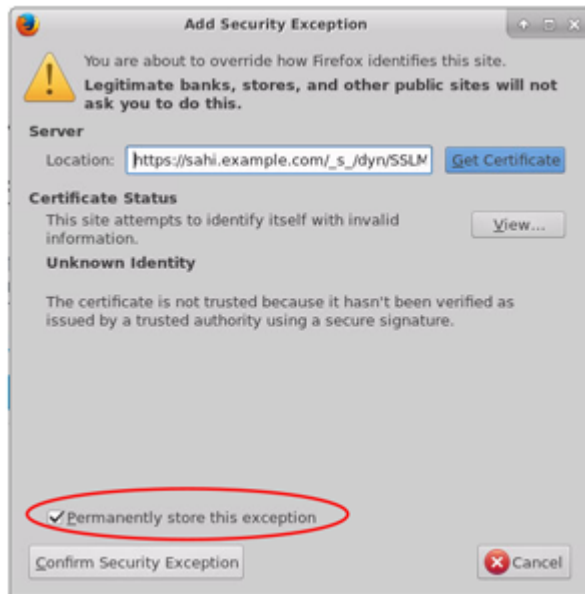 Add Security Exception
You are about to override how Firefox identifies this site.
Legitimate banks, stores, and other public sites will not
ask you to do this.
Server
Location: https://sahi.example.com/_s_/dyn/SSLM Get Certificate
Certificate Status
This site attempts to identify itself with invalid
information.
View...
Unknown Identity
The certificate is not trusted because it hasn't been verified as
issued by a trusted authority using a secure signature.
Permanently store this exception
Confirm Security Exception Cancel